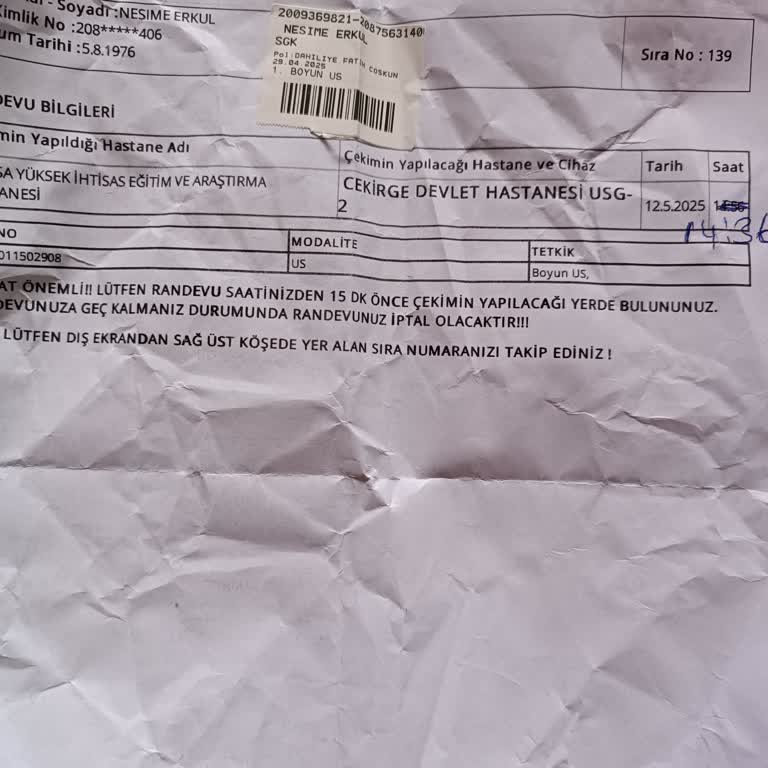 Soyadı :NESIME ERKUL
Kimlik No :208*****406
um Tarihi :5.8.1976
2009369821-2087563140
NESIME ERKUL
SGK
Pol:DAHILIYE FATIH COSKUN
29.04.2025
1. BOYUN US
Sıra No : 139
DEVU BİLGİLERİ
min Yapıldığı Hastane Adı
Çekimin Yapılacağı Hastane ve Cihaz
Tarih
Saat
SA YÜKSEK İHTİSAS EĞİTİM VE ARAŞTIRMA
ANESİ
CEKIRGE DEVLET HASTANESİ USG-
2
12.5.2025
14:56
14:36
NO
MODALİTE
TETKİK
011502908
US
Boyun US,
AT ÖNEMLİ!! LÜTFEN RANDEVU SAATİNİZDEN 15 DK ÖNCE ÇEKİMİN YAPILACAĞI YERDE BULUNUNUZ.
DEVUNUZA GEÇ KALMANIZ DURUMUNDA RANDEVUNUZ İPTAL OLACAKTIR!!!
LÜTFEN DIŞ EKRANDAN SAĞ ÜST KÖŞEDE YER ALAN SIRA NUMARANIZI TAKİP EDİNİZ !